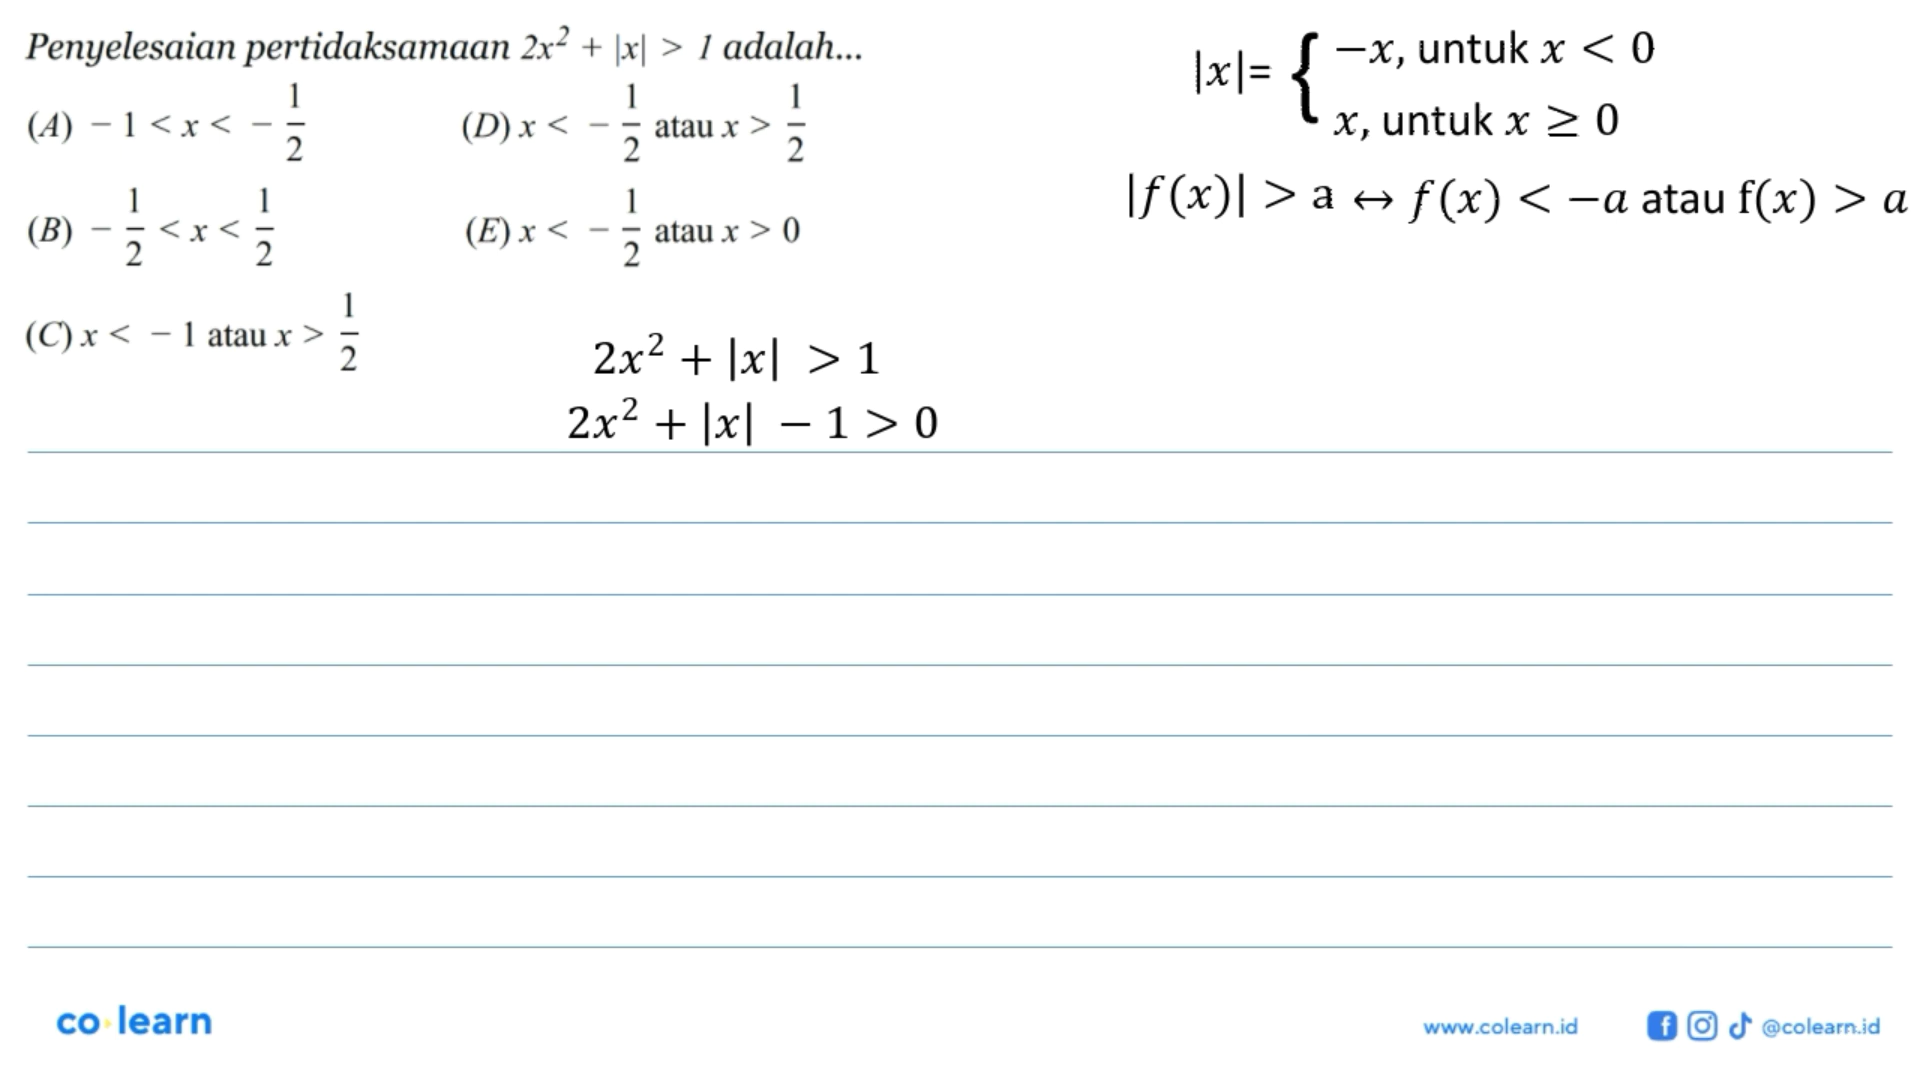 Penyelesaian pertidaksamaan 2x² + |x| > 1 adalah...
(A) − 1 < x < − 1/2
(B) − 1/2 < x < 1/2
(C) x < − 1 atau x > 1/2
(D) x < − 1/2 atau x > 1/2
(E) x < − 1/2 atau x > 0
|x|= { −x, untuk x < 0
x, untuk x ≥ 0
|f(x)| > a ↔ f(x) < −a atau f(x) > a
2x² + |x| > 1
2x² + |x| − 1 > 0
co learn
www.colearn.id
@colearn.id